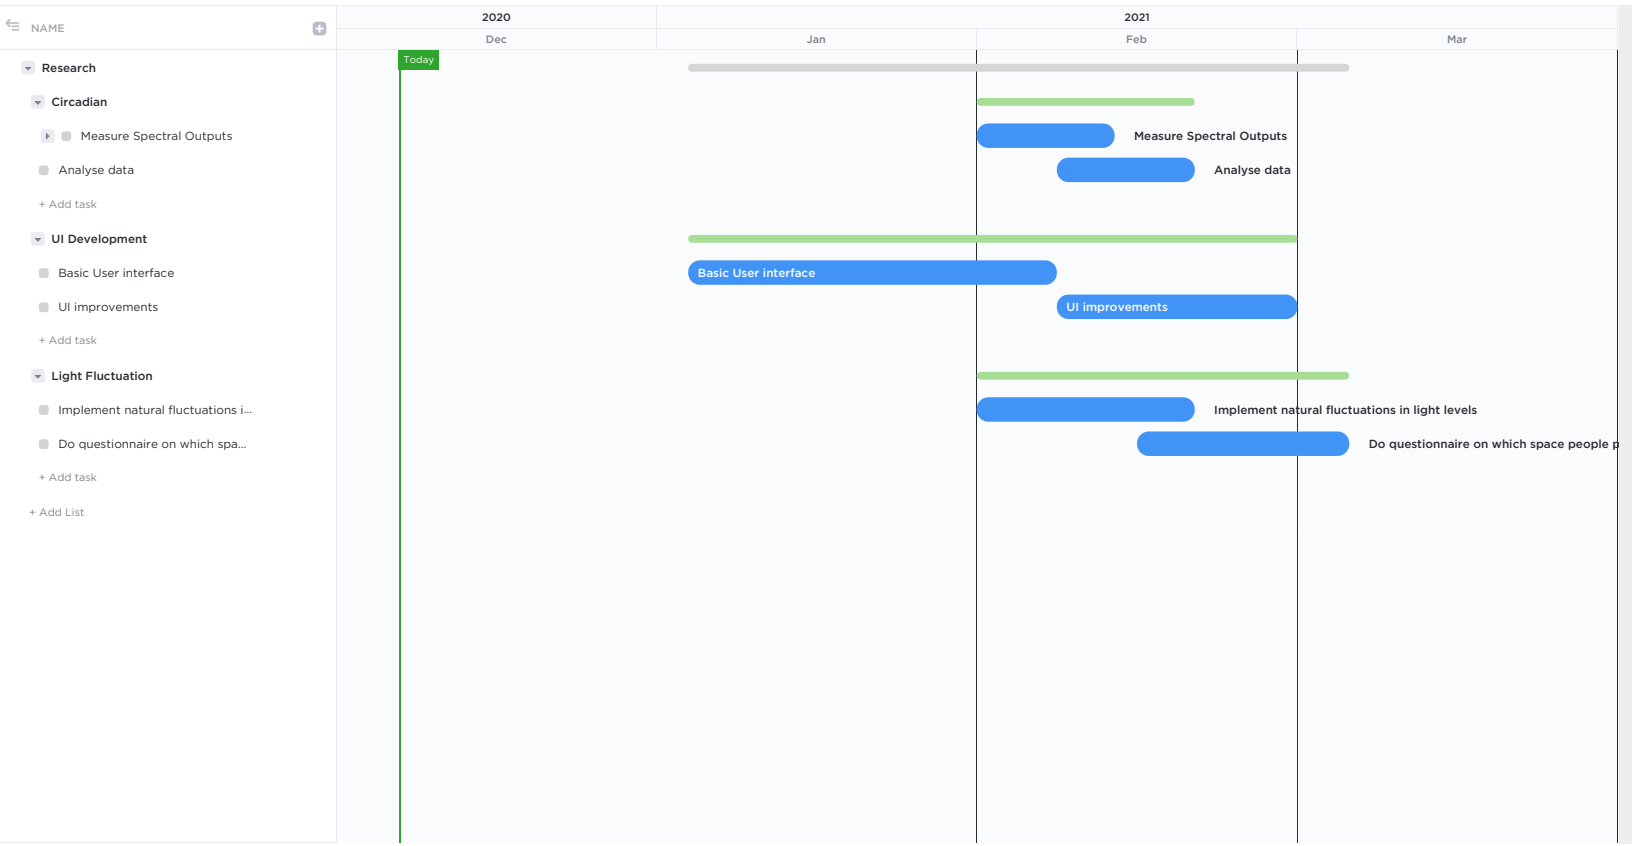 NAME
2020
2021
Dec
Jan
Feb
Mar
Today
Research
Circadian
Measure Spectral Outputs
Measure Spectral Outputs
Analyse data
Analyse data
+ Add task
UI Development
Basic User interface
Basic User interface
UI improvements
UI improvements
+ Add task
Light Fluctuation
Implement natural fluctuations i...
Implement natural fluctuations in light levels
Do questionnaire on which spa...
Do questionnaire on which space people p
+ Add task
+ Add List